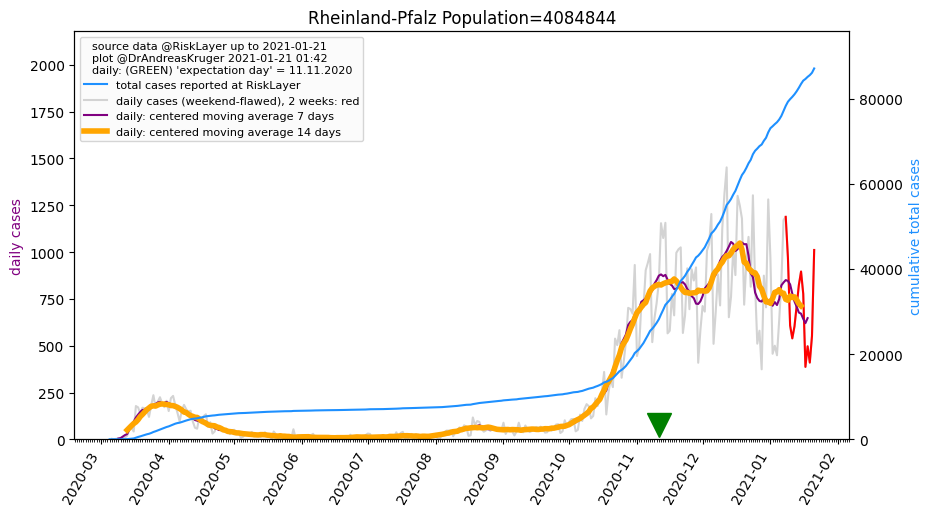 Rheinland-Pfalz Population=4084844
source data @RiskLayer up to 2021-01-21
plot @DrAndreasKruger 2021-01-21 01:42
daily: (GREEN) 'expectation day' = 11.11.2020
total cases reported at RiskLayer
daily cases (weekend-flawed), 2 weeks: red
daily: centered moving average 7 days
daily: centered moving average 14 days
daily cases
2000
1750
1500
1250
1000
750
500
250
0
80000
60000
40000
20000
0
cumulative total cases
2020-03
2020-04
2020-05
2020-06
2020-07
2020-08
2020-09
2020-10
2020-11
2020-12
2021-01
2021-02